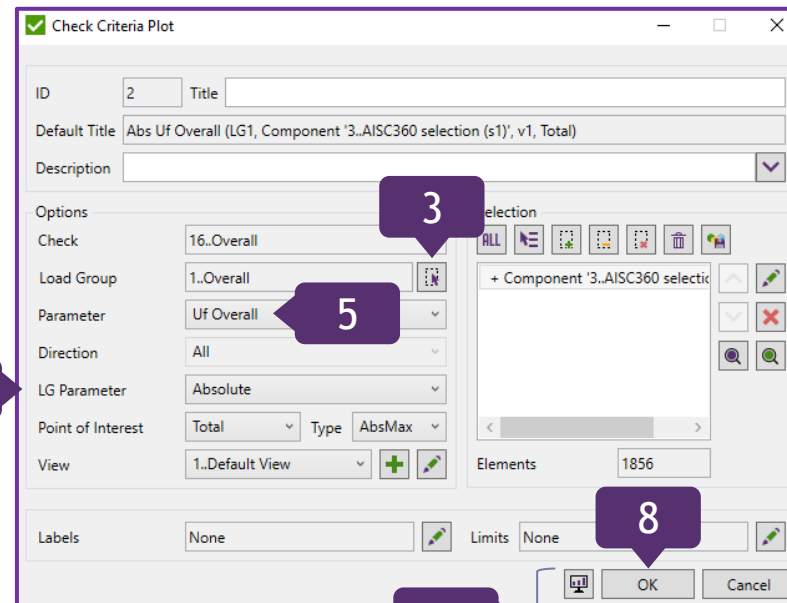 Check Criteria Plot
ID 2 Title
Default Title Abs Uf Overall (LG1, Component '3..AISC360 selection (s1)', v1, Total)
Description
3
Options
Check 16..Overall
ALL
Load Group 1..Overall
+ Component '3..AISC360 selectic
Parameter Uf Overall
5
Direction All
LG Parameter Absolute
Point of Interest Total Type AbsMax
View 1..Default View
Elements 1856
8
Labels None Limits None
OK Cancel